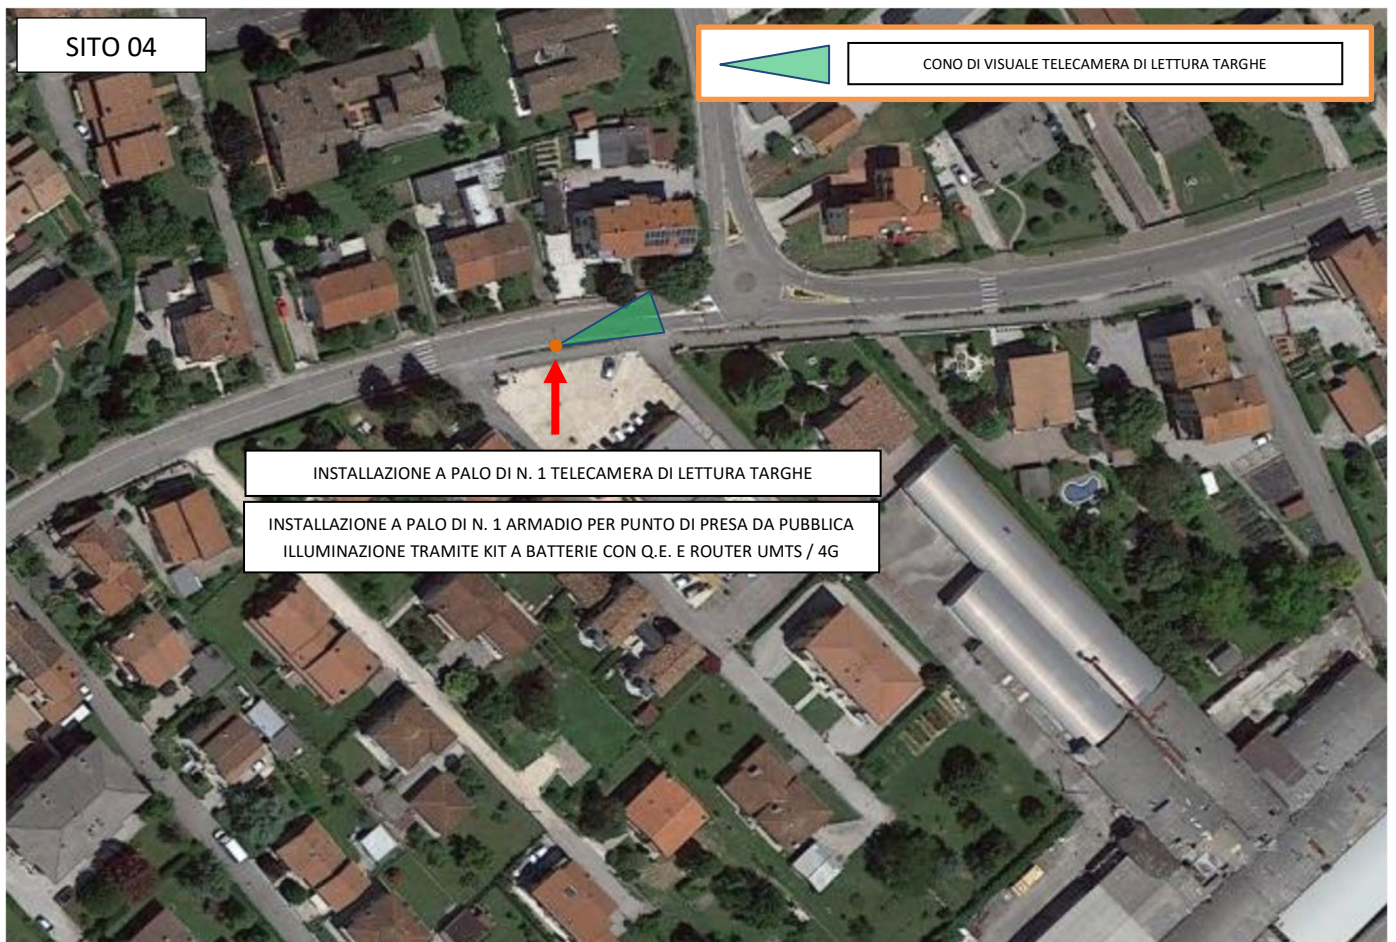 SITO 04
CONO DI VISUALE TELECAMERA DI LETTURA TARGHE
INSTALLAZIONE A PALO DI N. 1 TELECAMERA DI LETTURA TARGHE
INSTALLAZIONE A PALO DI N. 1 ARMADIO PER PUNTO DI PRESA DA PUBBLICA
ILLUMINAZIONE TRAMITE KIT A BATTERIE CON Q.E. E ROUTER UMTS / 4G